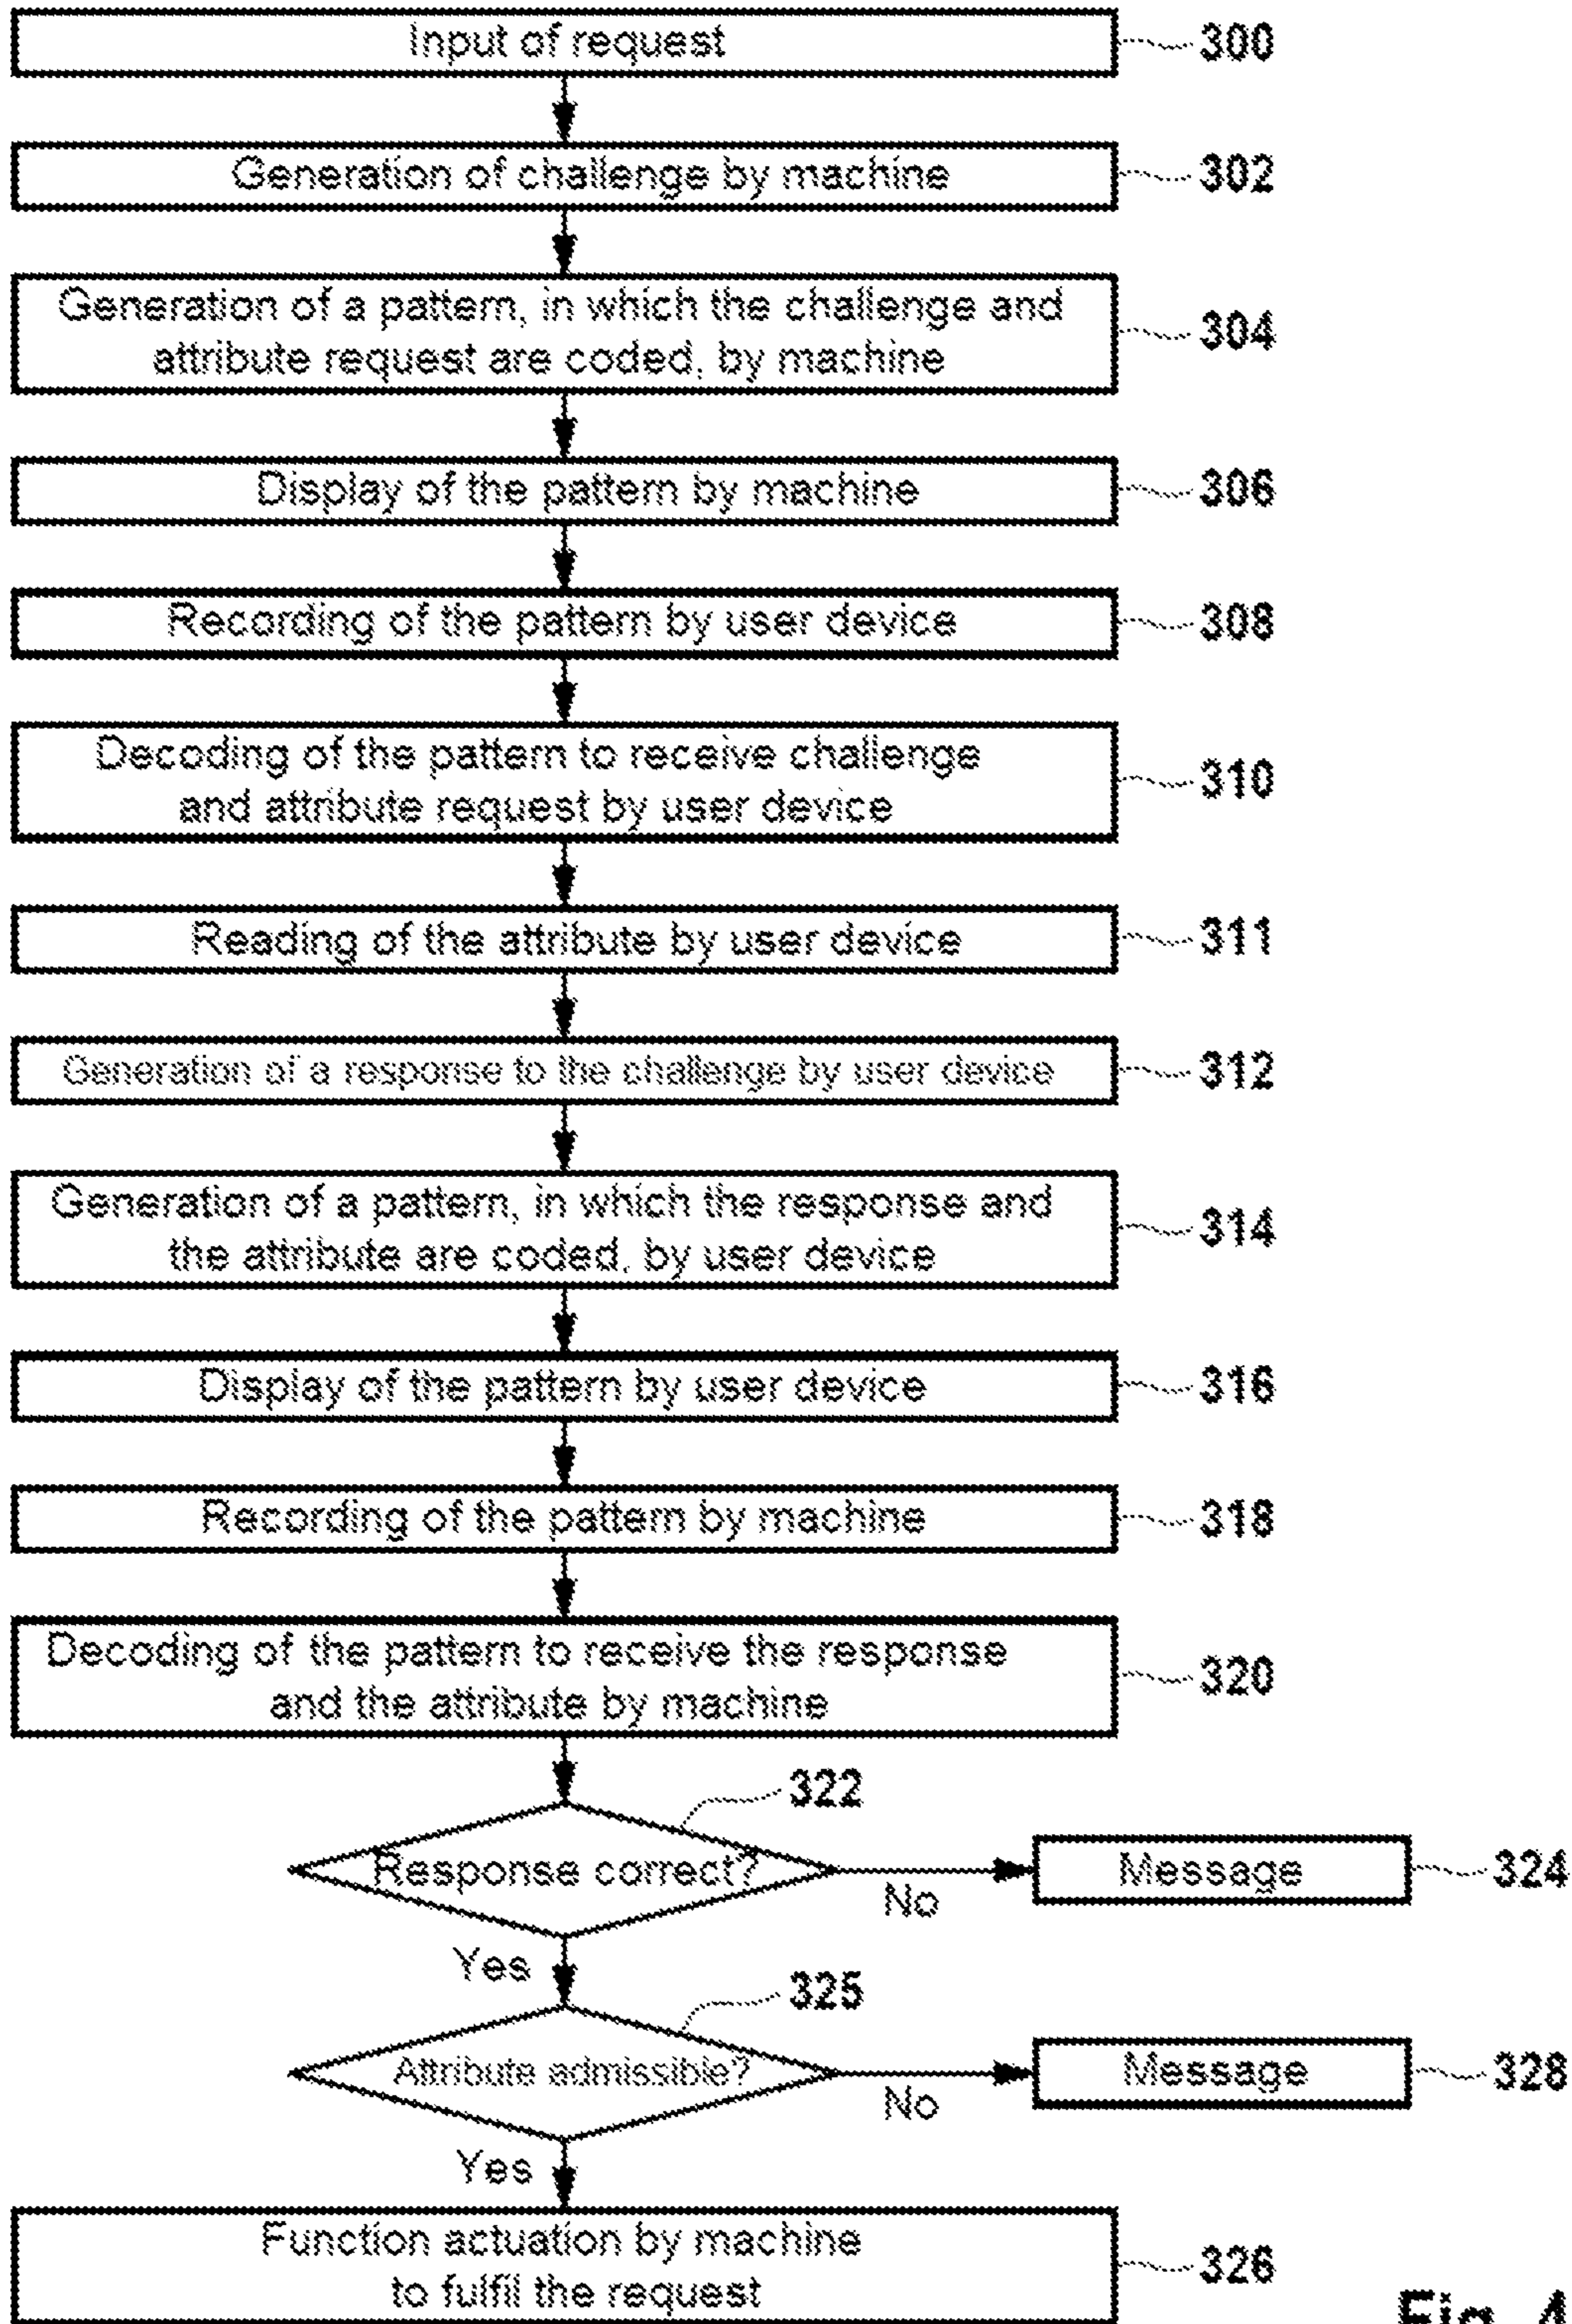 Input of request 300
Generation of challenge by machine 302
Generation of a pattern, in which the challenge and
attribute request are coded, by machine 304
Display of the pattern by machine 306
Recording of the pattern by user device 308
Decoding of the pattern to receive challenge
and attribute request by user device 310
Reading of the attribute by user device 311
Generation of a response to the challenge by user device 312
Generation of a pattern, in which the response and
the attribute are coded, by user device 314
Display of the pattern by user device 316
Recording of the pattern by machine 318
Decoding of the pattern to receive the response
and the attribute by machine 320
322
Response correct? Message 324
No
Yes
325
Attribute admissible? Message 328
No
Yes
Function actuation by machine
to fulfil the request 326
Fig. 4